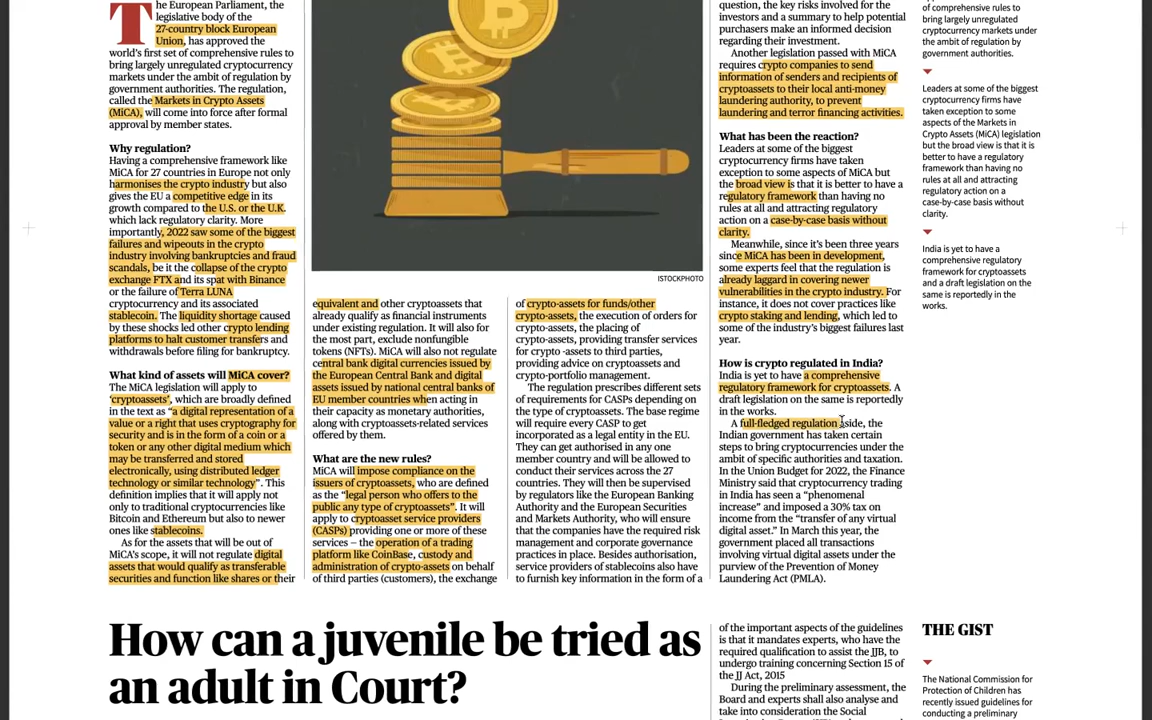 The European Parliament, the
legislative body of the
27-country block European
Union, has approved the
world's first set of comprehensive rules to
bring largely unregulated cryptocurrency
markets under the ambit of regulation by
government authorities. The regulation,
called the Markets in Crypto Assets
(MiCA), will come into force after formal
approval by member states.
Why regulation?
Having a comprehensive framework like
MiCA for 27 countries in Europe not only
harmonises the crypto industry but also
gives the EU a competitive edge in its
growth compared to the U.S. or the U.K.
which lack regulatory clarity. More
importantly, 2022 saw some of the biggest
failures and wipeouts in the crypto
industry involving bankruptcies and fraud
scandals, be it the collapse of the crypto
exchange FTX and its spat with Binance
or the failure of Terra LUNA
cryptocurrency and its associated
stablecoin. The liquidity shortage caused
by these shocks led other crypto lending
platforms to halt customer transfers and
withdrawals before filing for bankruptcy.
What kind of assets will MiCA cover?
The MiCA legislation will apply to
'cryptoassets', which are broadly defined
in the text as “a digital representation of a
value or a right that uses cryptography for
security and is in the form of a coin or a
token or any other digital medium which
may be transferred and stored
electronically, using distributed ledger
technology or similar technology”. This
definition implies that it will apply not
only to traditional cryptocurrencies like
Bitcoin and Ethereum but also to newer
ones like stablecoins.
As for the assets that will be out of
MiCA's scope, it will not regulate digital
assets that would qualify as transferable
securities and function like shares or their
ISTOCKPHOTO
equivalent and other cryptoassets that
already qualify as financial instruments
under existing regulation. It will also for
the most part, exclude nonfungible
tokens (NFTs). MiCA will also not regulate
central bank digital currencies issued by
the European Central Bank and digital
assets issued by national central banks of
EU member countries when acting in
their capacity as monetary authorities,
along with cryptoassets-related services
offered by them.
What are the new rules?
MiCA will impose compliance on the
issuers of cryptoassets, who are defined
as the “legal person who offers to the
public any type of cryptoassets”. It will
apply to cryptoasset service providers
(CASPs) providing one or more of these
services – the operation of a trading
platform like CoinBase, custody and
administration of crypto-assets on behalf
of third parties (customers), the exchange
of crypto-assets for funds/other
crypto-assets, the execution of orders for
crypto-assets, the placing of
crypto-assets, providing transfer services
for crypto -assets to third parties,
providing advice on cryptoassets and
crypto-portfolio management.
The regulation prescribes different sets
of requirements for CASPs depending on
the type of cryptoassets. The base regime
will require every CASP to get
incorporated as a legal entity in the EU.
They can get authorised in any one
member country and will be allowed to
conduct their services across the 27
countries. They will then be supervised
by regulators like the European Banking
Authority and the European Securities
and Markets Authority, who will ensure
that the companies have the required risk
management and corporate governance
practices in place. Besides authorisation,
service providers of stablecoins also have
to furnish key information in the form of a
question, the key risks involved for the
investors and a summary to help potential
purchasers make an informed decision
regarding their investment.
Another legislation passed with MiCA
requires crypto companies to send
information of senders and recipients of
cryptoassets to their local anti-money
laundering authority, to prevent
laundering and terror financing activities.
What has been the reaction?
Leaders at some of the biggest
cryptocurrency firms have taken
exception to some aspects of MiCA but
the broad view is that it is better to have a
regulatory framework than having no
rules at all and attracting regulatory
action on a case-by-case basis without
clarity.
Meanwhile, since it's been three years
since MiCA has been in development,
some experts feel that the regulation is
already laggard in covering newer
vulnerabilities in the crypto industry. For
instance, it does not cover practices like
crypto staking and lending, which led to
some of the industry's biggest failures last
year.
How is crypto regulated in India?
India is yet to have a comprehensive
regulatory framework for cryptoassets. A
draft legislation on the same is reportedly
in the works.
A full-fledged regulation aside, the
Indian government has taken certain
steps to bring cryptocurrencies under the
ambit of specific authorities and taxation.
In the Union Budget for 2022, the Finance
Ministry said that cryptocurrency trading
in India has seen a “phenomenal
increase” and imposed a 30% tax on
income from the “transfer of any virtual
digital asset.” In March this year, the
government placed all transactions
involving virtual digital assets under the
purview of the Prevention of Money
Laundering Act (PMLA).
of comprehensive rules to
bring largely unregulated
cryptocurrency markets under
the ambit of regulation by
government authorities.
Leaders at some of the biggest
cryptocurrency firms have
taken exception to some
aspects of the Markets in
Crypto Assets (MiCA) legislation
but the broad view is that it is
better to have a regulatory
framework than having no
rules at all and attracting
regulatory action on a
case-by-case basis without
clarity.
India is yet to have a
comprehensive regulatory
framework for cryptoassets
and a draft legislation on the
same is reportedly in the
works.
How can a juvenile be tried as
an adult in Court?
of the important aspects of the guidelines
is that it mandates experts, who have the
required qualification to assist the JJB, to
undergo training concerning Section 15 of
the JJ Act, 2015
During the preliminary assessment, the
Board and experts shall also analyse and
take into consideration the Social
THE GIST
The National Commission for
Protection of Children has
recently issued guidelines for
conducting a preliminary